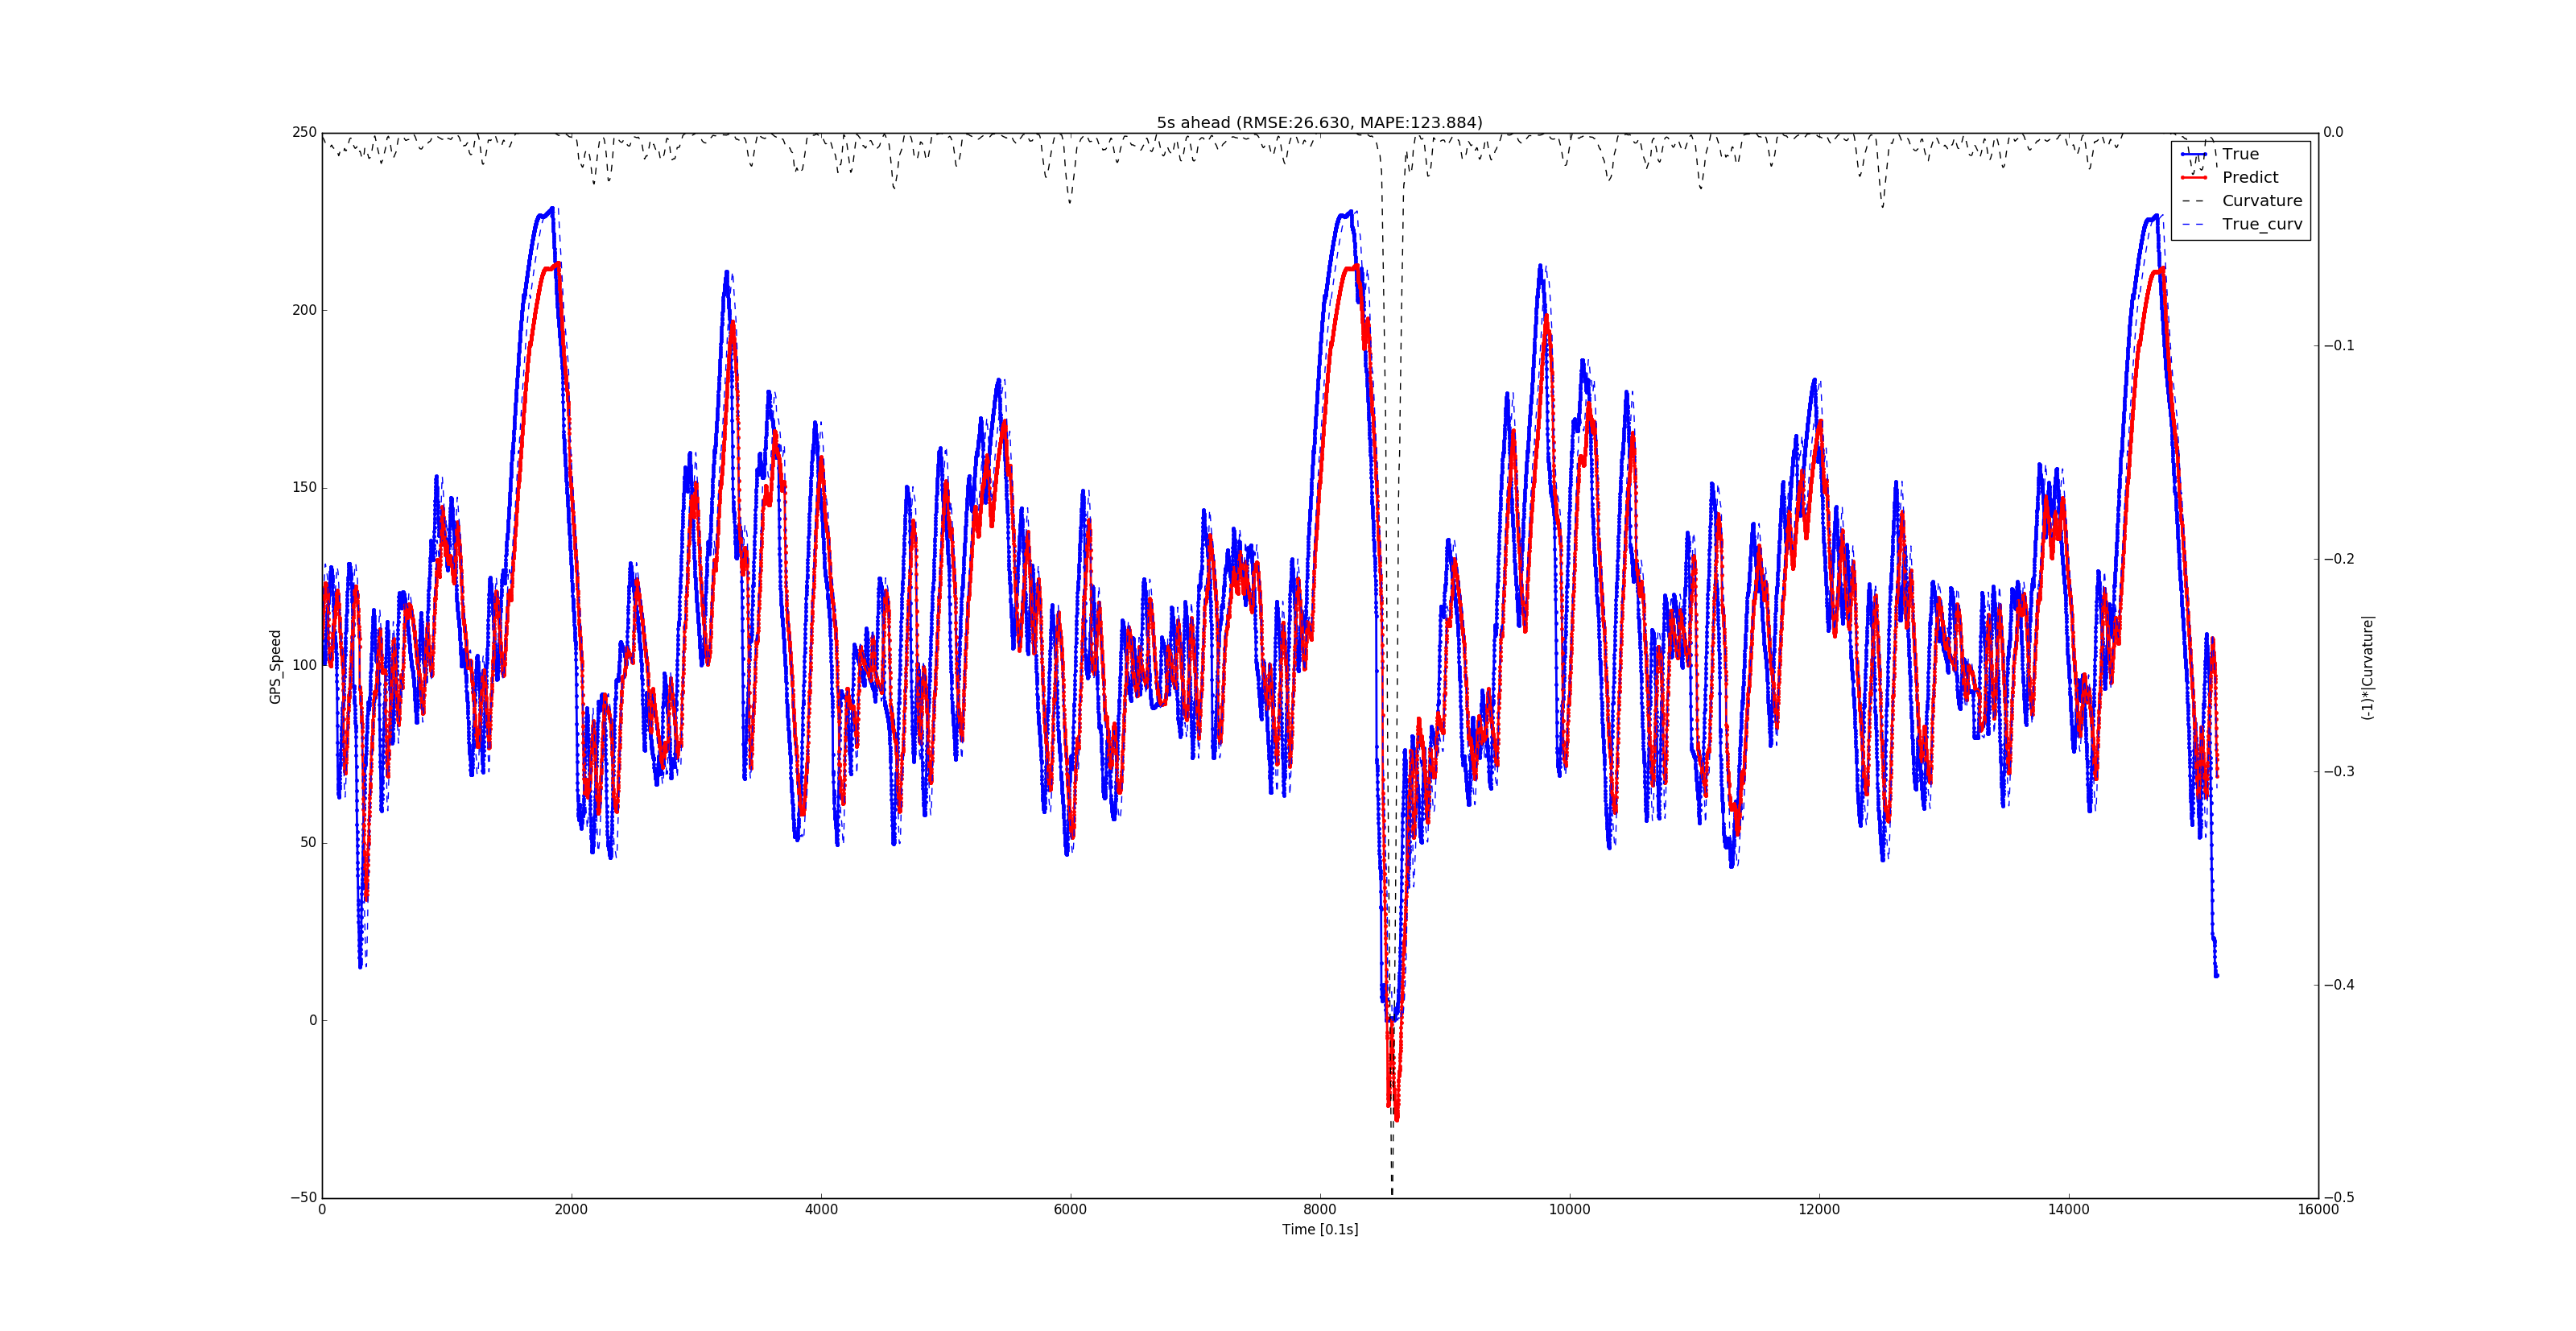 5s ahead (RMSE:26.630, MAPE:123.884)
250
200
150
100
50
0
−50
GPS_Speed
0.0
−0.1
−0.2
−0.3
−0.4
−0.5
(-1)*|Curvature|
True
Predict
Curvature
True_curv
0 2000 4000 6000 8000 10000 12000 14000 16000
Time [0.1s]